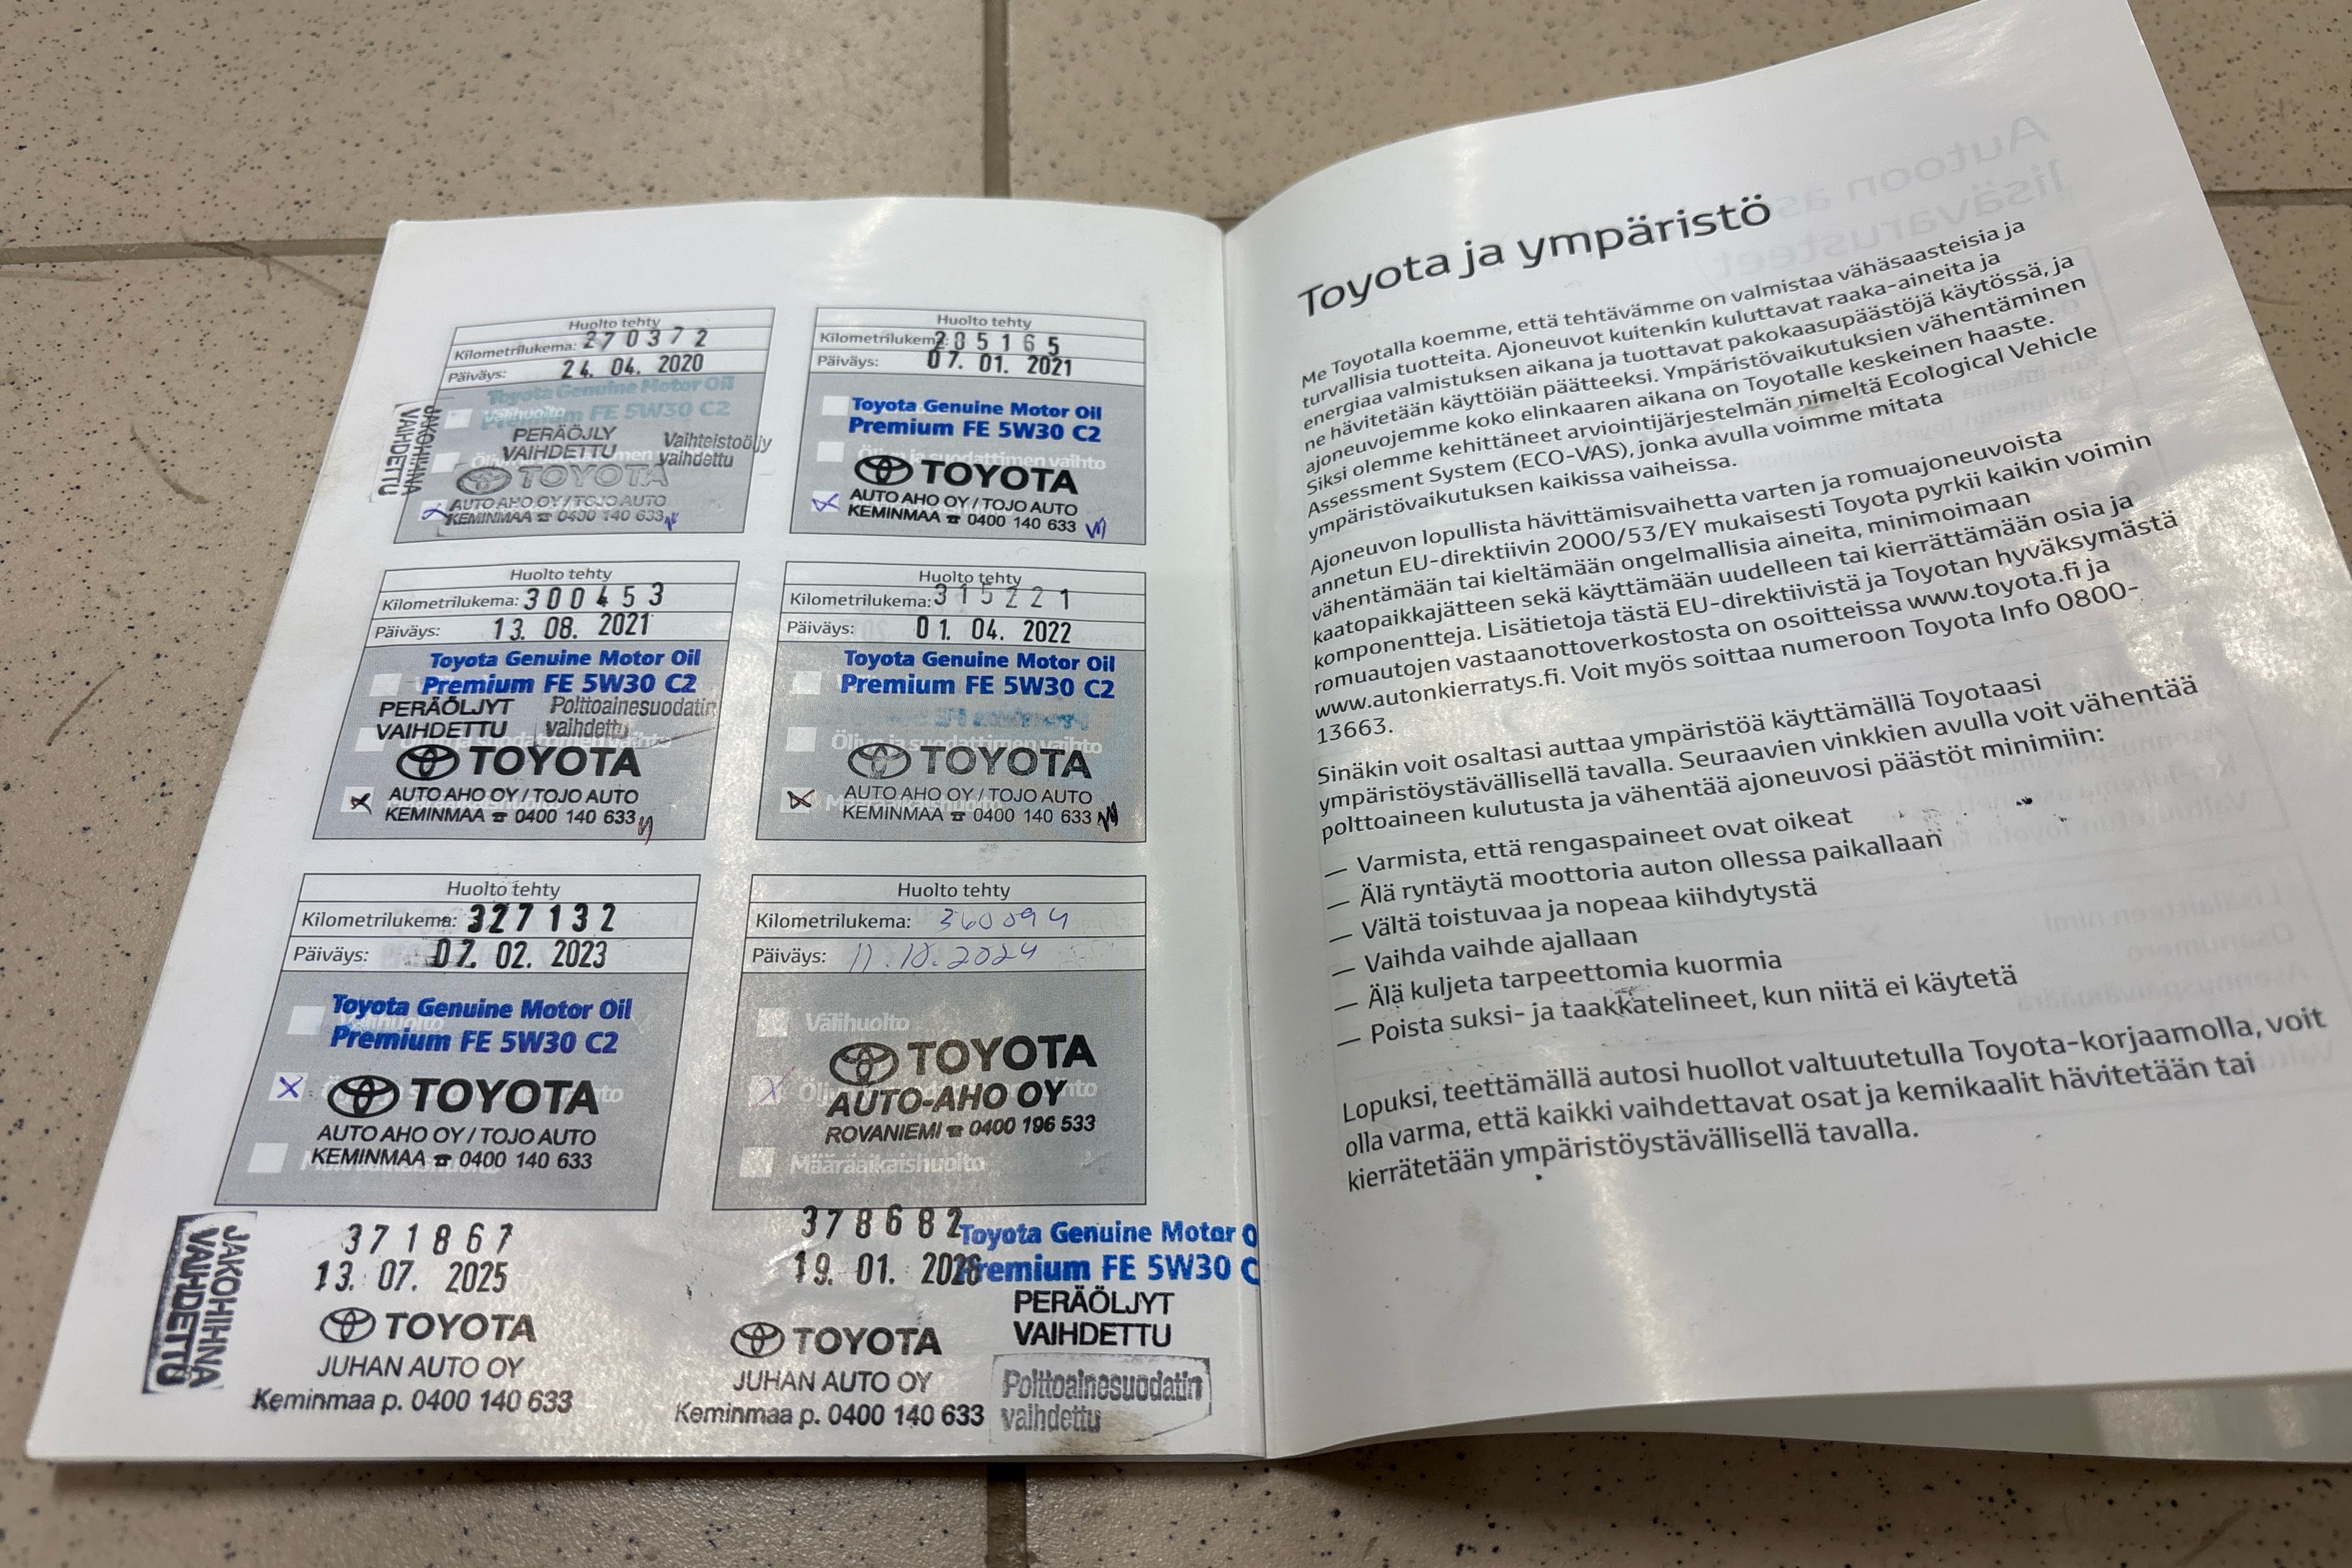 Huolto tehty
Kilometrilukema: 270372
Päiväys: 24. 04. 2020
Toyota Genuine Motor Oil
Premium FE 5W30 C2
JAKOHIHNA
VAIHDETTU
PERÄÖJLY
VAIHDETTU
Vaihteistoöljy
vaihdettu
TOYOTA
AUTO AHO OY / TOJO AUTO
KEMINMAA ☎ 0400 140 633
Huolto tehty
Kilometrilukema: 285165
Päiväys: 07. 01. 2021
Toyota Genuine Motor Oil
Premium FE 5W30 C2
Öljyn ja suodattimen vaihto
TOYOTA
AUTO AHO OY / TOJO AUTO
KEMINMAA ☎ 0400 140 633
Huolto tehty
Kilometrilukema: 300453
Päiväys: 13. 08. 2021
Toyota Genuine Motor Oil
Premium FE 5W30 C2
PERÄÖLJYT
VAIHDETTU
Polttoainesuodatin
vaihdettu
TOYOTA
AUTO AHO OY / TOJO AUTO
KEMINMAA ☎ 0400 140 633
Huolto tehty
Kilometrilukema: 315221
Päiväys: 01. 04. 2022
Toyota Genuine Motor Oil
Premium FE 5W30 C2
Öljyn ja suodattimen vaihto
TOYOTA
AUTO AHO OY / TOJO AUTO
KEMINMAA ☎ 0400 140 633
Huolto tehty
Kilometrilukema: 327132
Päiväys: 07. 02. 2023
Toyota Genuine Motor Oil
Välihuolto
Premium FE 5W30 C2
TOYOTA
AUTO AHO OY / TOJO AUTO
KEMINMAA ☎ 0400 140 633
Määräaikaishuolto
Huolto tehty
Kilometrilukema: 360094
Päiväys: 11.10.2024
Välihuolto
TOYOTA
AUTO-AHO OY
ROVANIEMI ☎ 0400 196 533
Määräaikaishuolto
JAKOHIHNA
VAIHDETTU
371867
13. 07. 2025
TOYOTA
JUHAN AUTO OY
Keminmaa p. 0400 140 633
378682
19. 01. 2026
Toyota Genuine Motor O
Premium FE 5W30 C
PERÄÖLJYT
VAIHDETTU
TOYOTA
JUHAN AUTO OY
Keminmaa p. 0400 140 633
Polttoainesuodatin
vaihdettu
Toyota ja ympäristö
Me Toyotalla koemme, että tehtävämme on valmistaa vähäsaasteisia ja
turvallisia tuotteita. Ajoneuvot kuitenkin kuluttavat raaka-aineita ja
energiaa valmistuksen aikana ja tuottavat pakokaasupäästöjä käytössä, ja
ne hävitetään käyttöiän päätteeksi. Ympäristövaikutuksien vähentäminen
ajoneuvojemme koko elinkaaren aikana on Toyotalle keskeinen haaste.
Siksi olemme kehittäneet arviointijärjestelmän nimeltä Ecological Vehicle
Assessment System (ECO-VAS), jonka avulla voimme mitata
ympäristövaikutuksen kaikissa vaiheissa.
Ajoneuvon lopullista hävittämisvaihetta varten ja romuajoneuvoista
annetun EU-direktiivin 2000/53/EY mukaisesti Toyota pyrkii kaikin voimin
vähentämään tai kieltämään ongelmallisia aineita, minimoimaan
kaatopaikkajätteen sekä käyttämään uudelleen tai kierrättämään osia ja
komponentteja. Lisätietoja tästä EU-direktiivistä ja Toyotan hyväksymästä
romuautojen vastaanottoverkostosta on osoitteissa www.toyota.fi ja
www.autonkierratys.fi. Voit myös soittaa numeroon Toyota Info 0800-
13663.
Sinäkin voit osaltasi auttaa ympäristöä käyttämällä Toyotaasi
ympäristöystävällisellä tavalla. Seuraavien vinkkien avulla voit vähentää
polttoaineen kulutusta ja vähentää ajoneuvosi päästöt minimiin:
— Varmista, että rengaspaineet ovat oikeat
— Älä ryntäytä moottoria auton ollessa paikallaan
— Vältä toistuvaa ja nopeaa kiihdytystä
— Vaihda vaihde ajallaan
— Älä kuljeta tarpeettomia kuormia
— Poista suksi- ja taakkatelineet, kun niitä ei käytetä
Lopuksi, teettämällä autosi huollot valtuutetulla Toyota-korjaamolla, voit
olla varma, että kaikki vaihdettavat osat ja kemikaalit hävitetään tai
kierrätetään ympäristöystävällisellä tavalla.